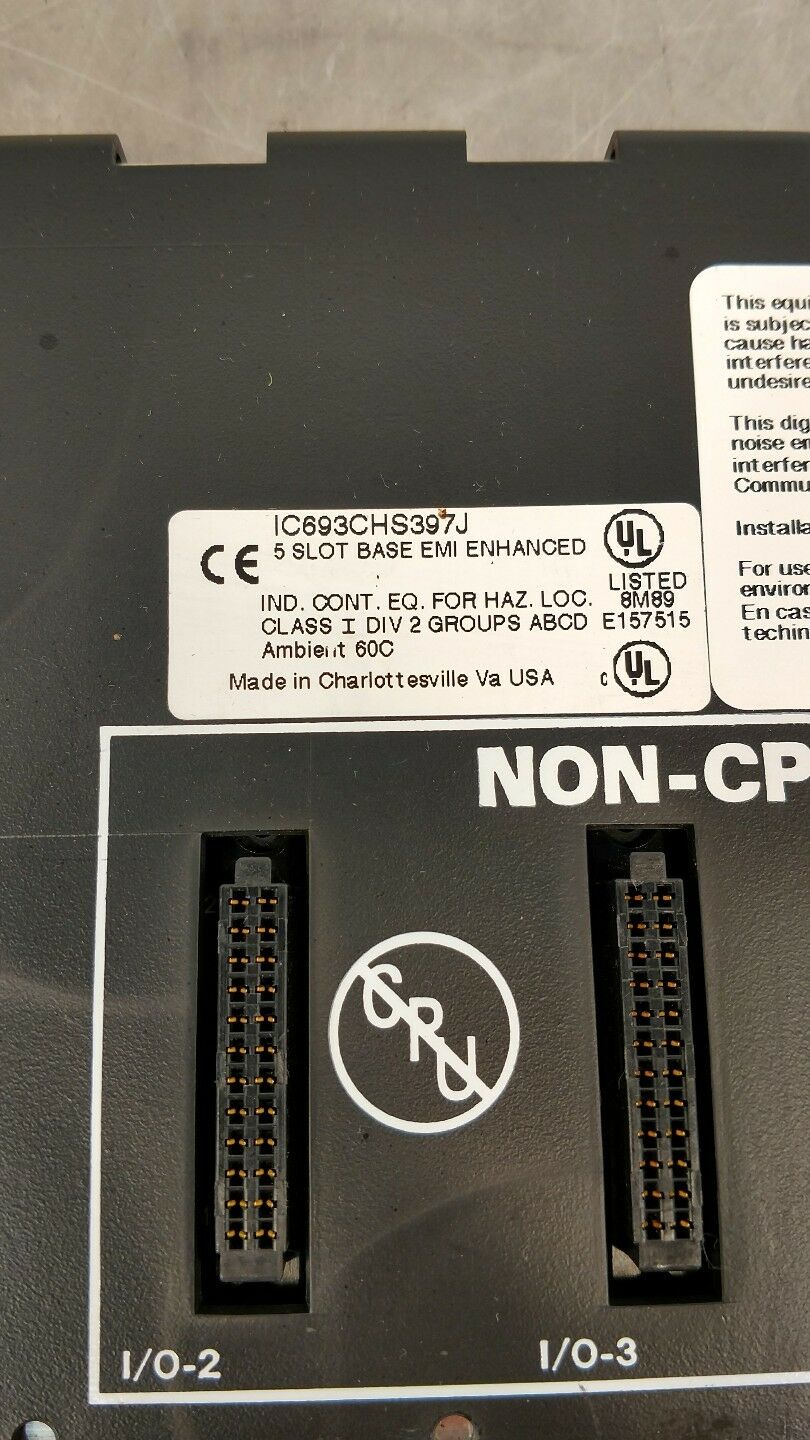 IC693CHS397J
5 SLOT BASE EMI ENHANCED
CE
UL
LISTED
IND. CONT. EQ. FOR HAZ. LOC. 8M89
CLASS I DIV 2 GROUPS ABCD E157515
Ambient 60C
c UL
Made in Charlottesville Va USA
This equi
is subjec
cause ha
interfere
undesire
This dig
noise em
interfer
Commu
Installa
For use
environ
En cas
techin
NON-CP
CPU
I/O-2
I/O-3